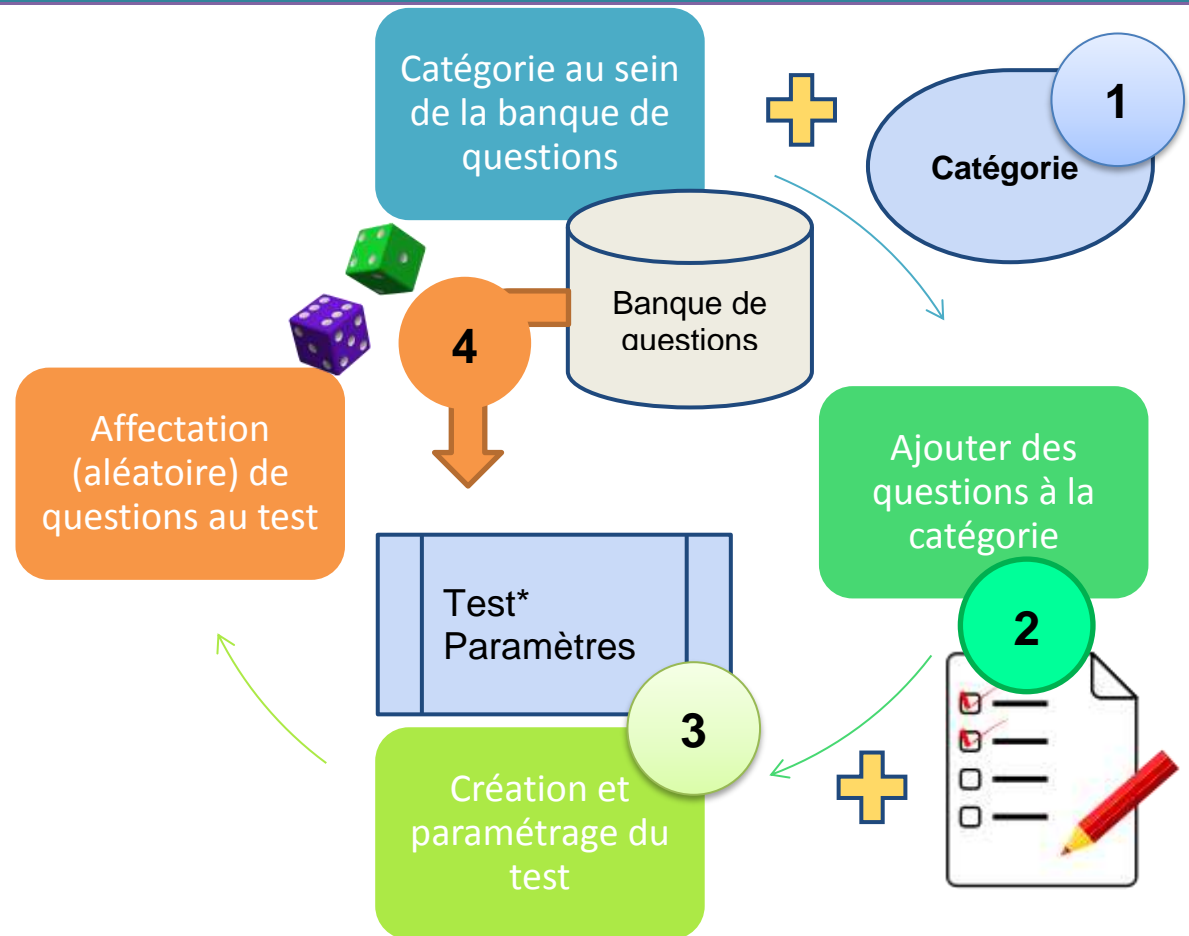 Catégorie au sein
de la banque de
questions
1
Catégorie
Banque de
questions
4
Affectation
(aléatoire) de
questions au test
Ajouter des
questions à la
catégorie
2
Test*
Paramètres
3
Création et
paramétrage du
test